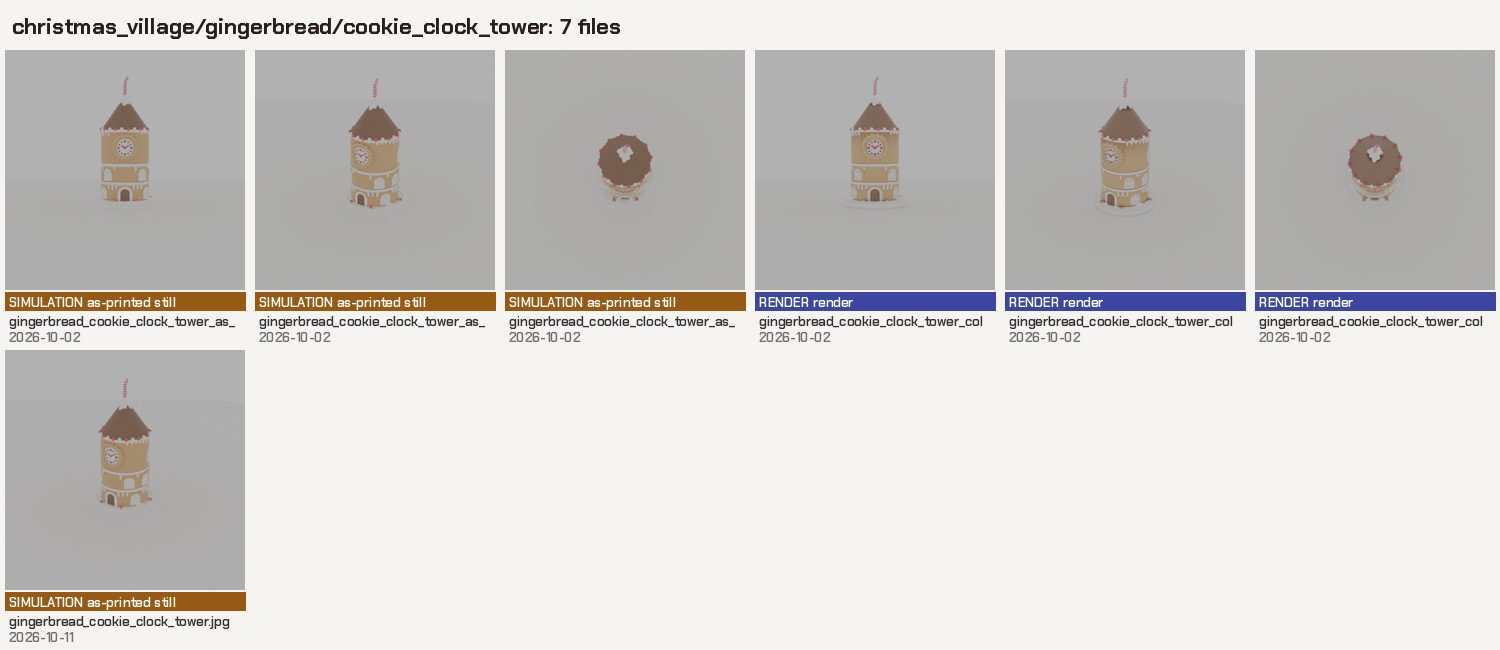 christmas_village/gingerbread/cookie_clock_tower: 7 files
SIMULATION as-printed still
SIMULATION as-printed still
SIMULATION as-printed still
RENDER render
RENDER render
RENDER render
gingerbread_cookie_clock_tower_as_
gingerbread_cookie_clock_tower_as_
gingerbread_cookie_clock_tower_as_
gingerbread_cookie_clock_tower_col
gingerbread_cookie_clock_tower_col
gingerbread_cookie_clock_tower_col
2026-10-02
2026-10-02
2026-10-02
2026-10-02
2026-10-02
2026-10-02
SIMULATION as-printed still
gingerbread_cookie_clock_tower.jpg
2026-10-11